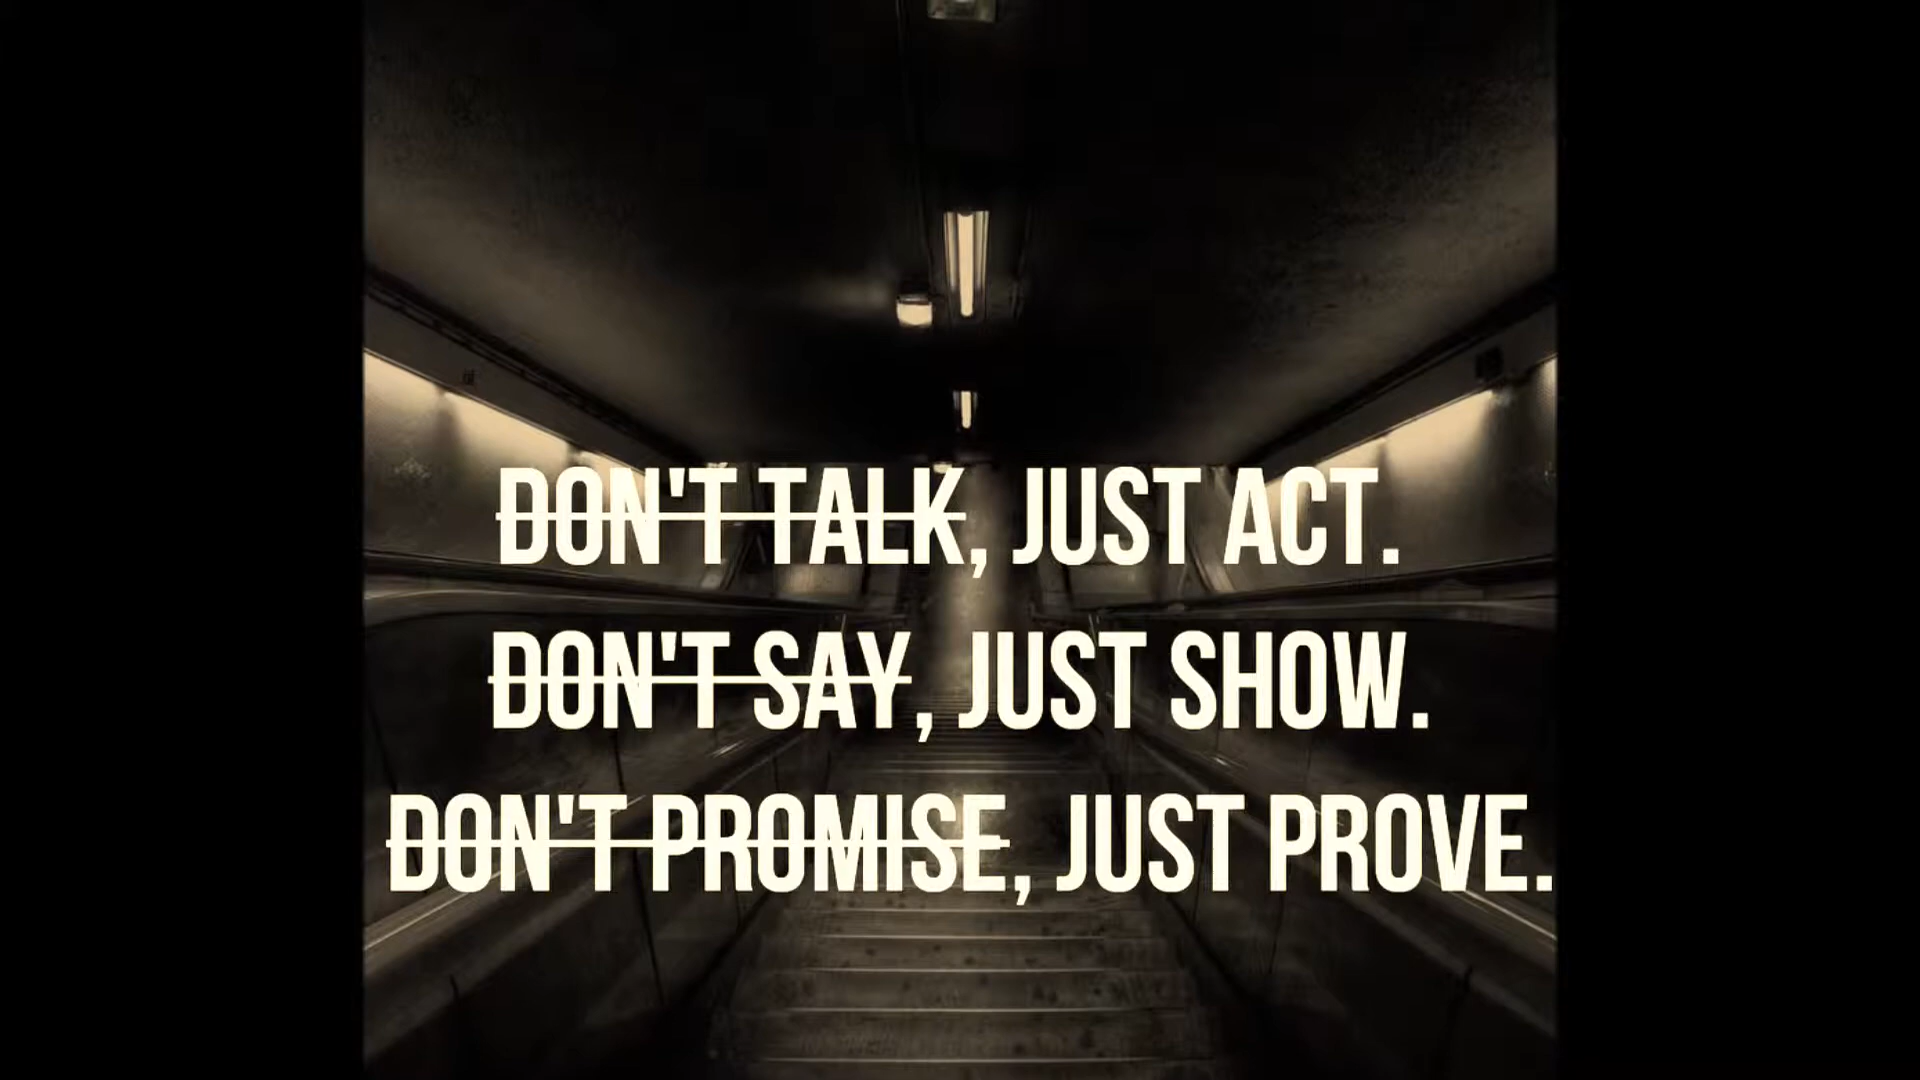 DON'T TALK, JUST ACT.
DON'T SAY, JUST SHOW.
DON'T PROMISE, JUST PROVE.